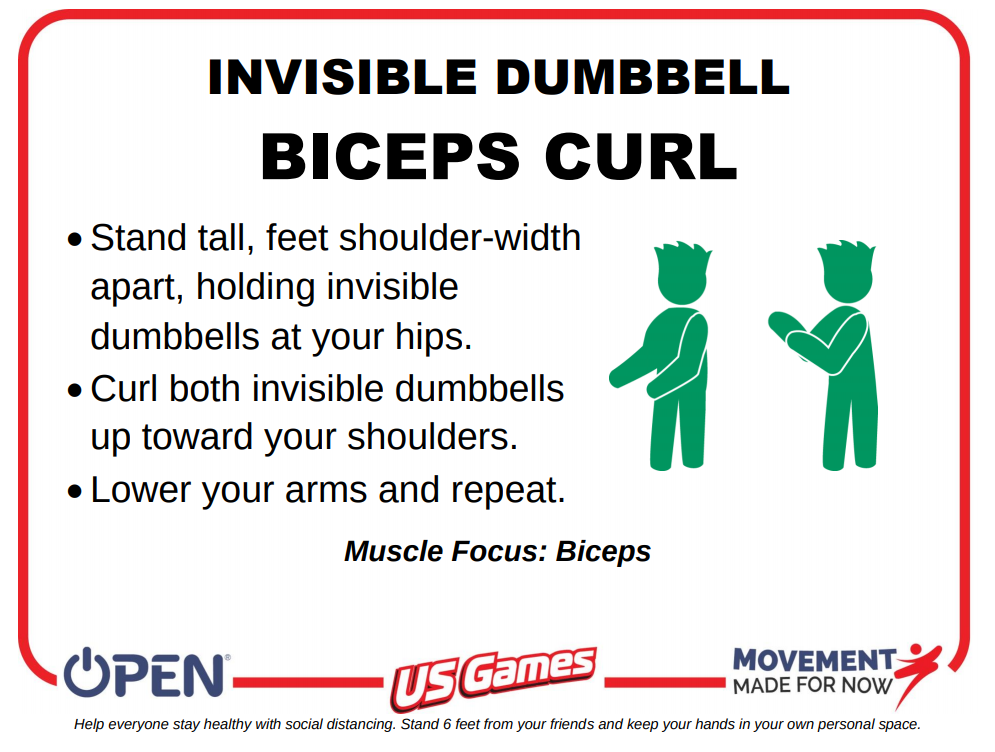 INVISIBLE DUMBBELL
BICEPS CURL
• Stand tall, feet shoulder-width
apart, holding invisible
dumbbells at your hips.
• Curl both invisible dumbbells
up toward your shoulders.
• Lower your arms and repeat.
Muscle Focus: Biceps
OPEN®
US Games
MOVEMENT
MADE FOR NOW
Help everyone stay healthy with social distancing. Stand 6 feet from your friends and keep your hands in your own personal space.